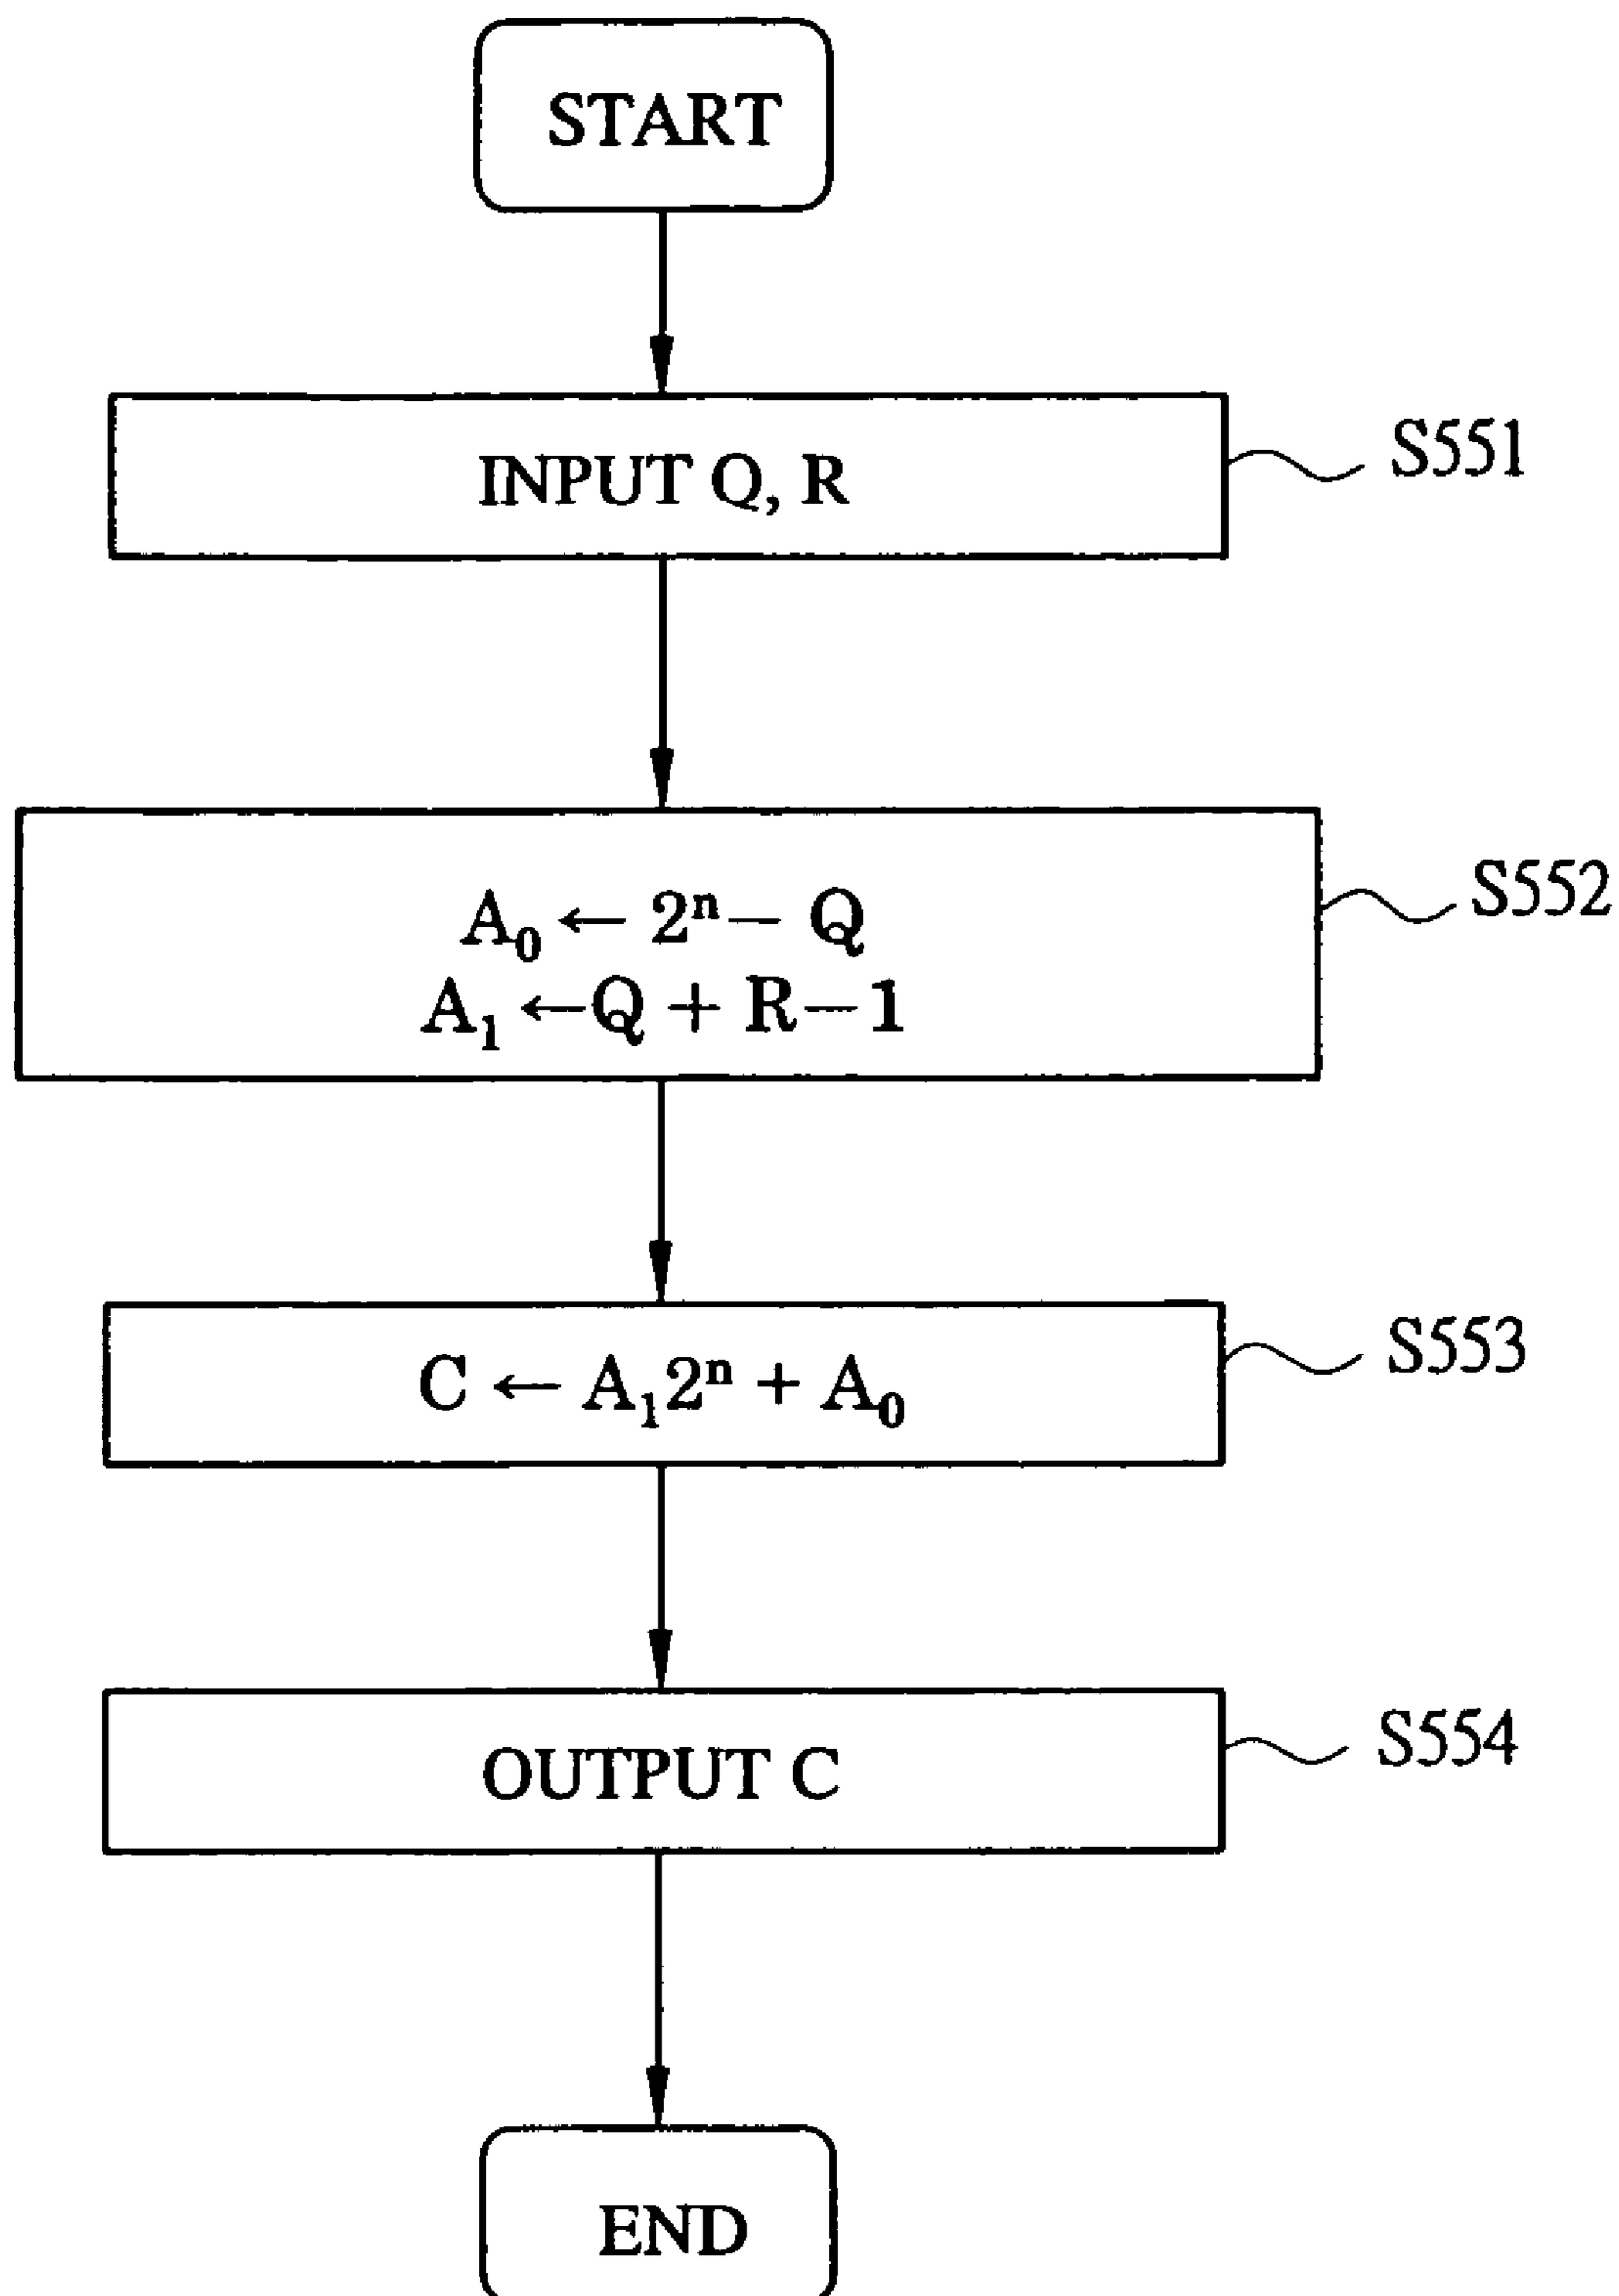 START
INPUT Q, R
S551
A₀ ← 2ⁿ − Q
A₁ ← Q + R − 1
S552
C ← A₁2ⁿ + A₀
S553
OUTPUT C
S554
END